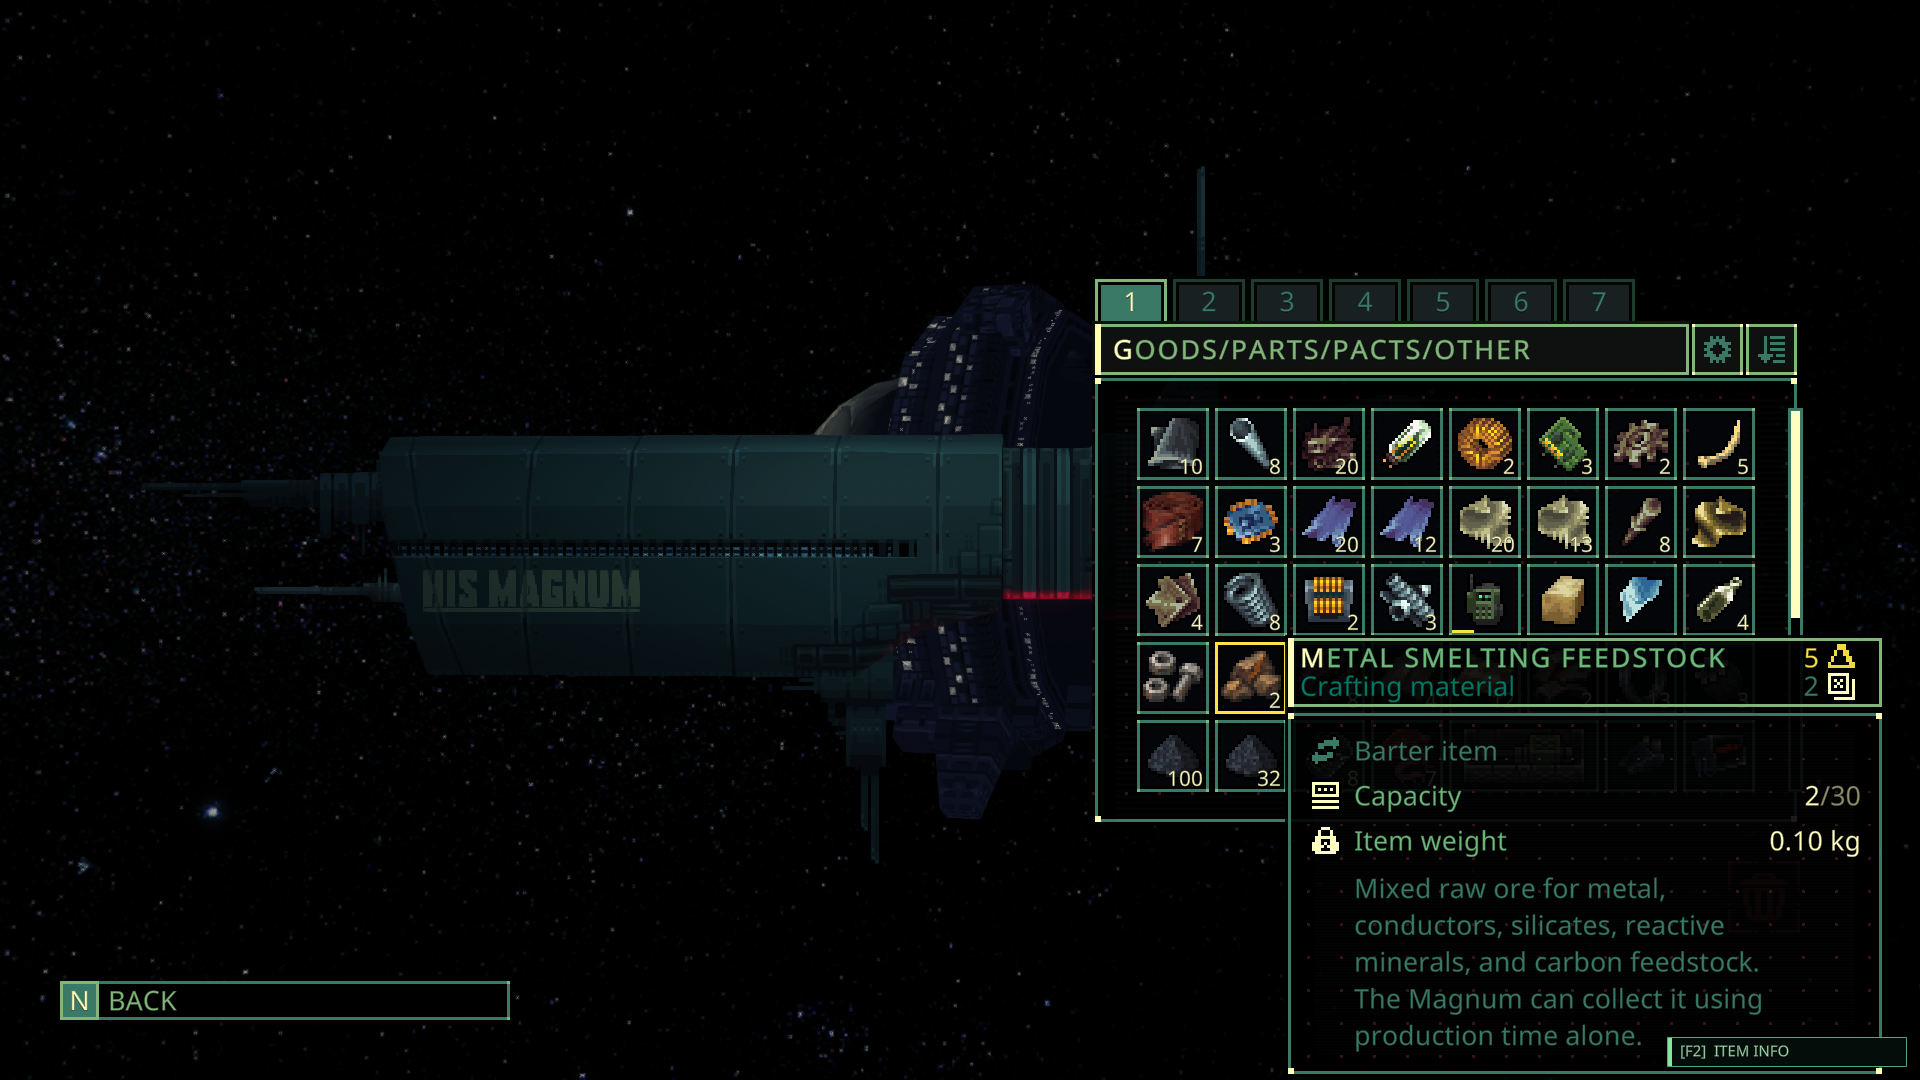 HIS MAGNUM
1 2 3 4 5 6 7
GOODS/PARTS/PACTS/OTHER
10 8 20 2 3 2 5
7 3 20 12 20 13 8
4 8 2 3 4
2
100 32
METAL SMELTING FEEDSTOCK 5
Crafting material 2
Barter item
Capacity 2/30
Item weight 0.10 kg
Mixed raw ore for metal,
conductors, silicates, reactive
minerals, and carbon feedstock.
The Magnum can collect it using
production time alone.
N BACK
[F2] ITEM INFO